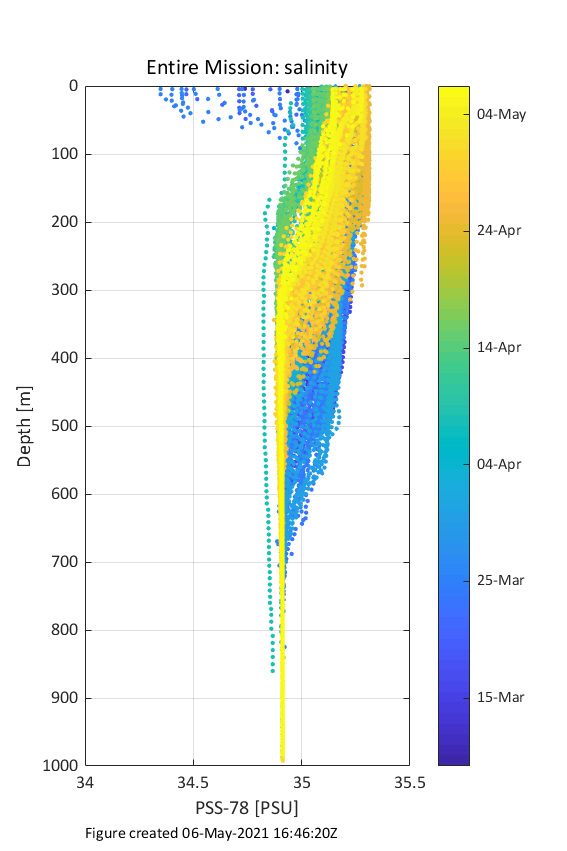 Entire Mission: salinity
0
100
200
300
400
500
600
700
800
900
1000
Depth [m]
34
34.5
35
35.5
PSS-78 [PSU]
04-May
24-Apr
14-Apr
04-Apr
25-Mar
15-Mar
Figure created 06-May-2021 16:46:20Z